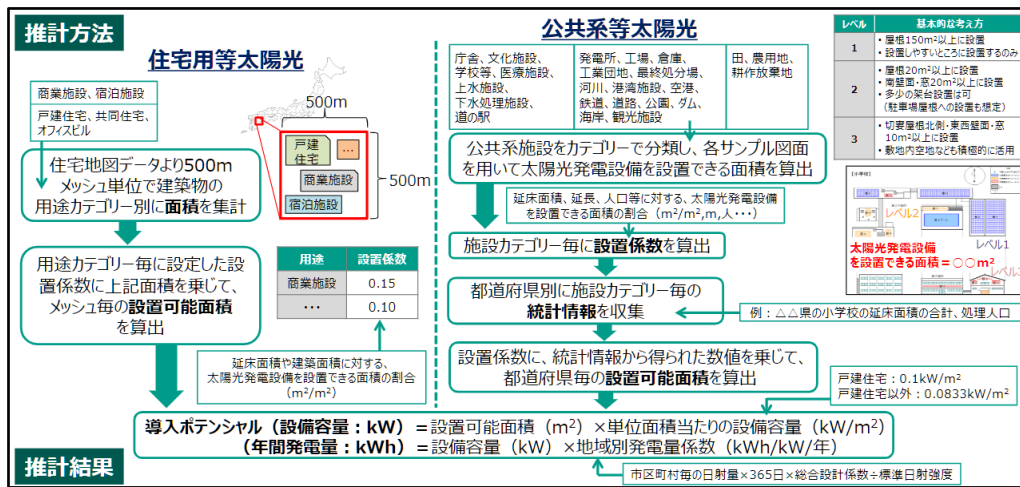 推計方法
住宅用等太陽光
商業施設、宿泊施設
戸建住宅、共同住宅、
オフィスビル
500m
500m
戸建
住宅
…
商業施設
宿泊施設
住宅地図データより500m
メッシュ単位で建築物の
用途カテゴリー別に面積を集計
用途カテゴリー毎に設定した設
置係数に上記面積を乗じて、
メッシュ毎の設置可能面積
を算出
用途 設置係数
商業施設 0.15
… 0.10
延床面積や建築面積に対する、
太陽光発電設備を設置できる面積の割合
(m²/m²)
公共系等太陽光
庁舎、文化施設、
学校等、医療施設、
上水施設、
下水処理施設、
道の駅
発電所、工場、倉庫、
工業団地、最終処分場、
河川、港湾施設、空港、
鉄道、道路、公園、ダム、
海岸、観光施設
田、農用地、
耕作放棄地
公共系施設をカテゴリーで分類し、各サンプル図面
を用いて太陽光発電設備を設置できる面積を算出
延床面積、延長、人口等に対する、太陽光発電設備
を設置できる面積の割合(m²/m²,m,人・・・)
施設カテゴリー毎に設置係数を算出
都道府県別に施設カテゴリー毎の
統計情報を収集
例:△△県の小学校の延床面積の合計、処理人口
設置係数に、統計情報から得られた数値を乗じて、
都道府県毎の設置可能面積を算出
レベル 基本的な考え方
1
・屋根150m²以上に設置
・設置しやすいところに設置するのみ
2
・屋根20m²以上に設置
・南壁面・窓20m²以上に設置
・多少の架台設置は可
(駐車場屋根への設置も想定)
3
・切妻屋根北側・東西壁面・窓
10m²以上に設置
・敷地内空地なども積極的に活用
【小学校】
レベル2
レベル1
太陽光発電設備
を設置できる面積=○○m²
戸建住宅:0.1kW/m²
戸建住宅以外:0.0833kW/m²
導入ポテンシャル(設備容量:kW)=設置可能面積(m²)×単位面積当たりの設備容量(kW/m²)
(年間発電量:kWh)=設備容量(kW)×地域別発電量係数(kWh/kW/年)
推計結果
市区町村毎の日射量×365日×総合設計係数÷標準日射強度